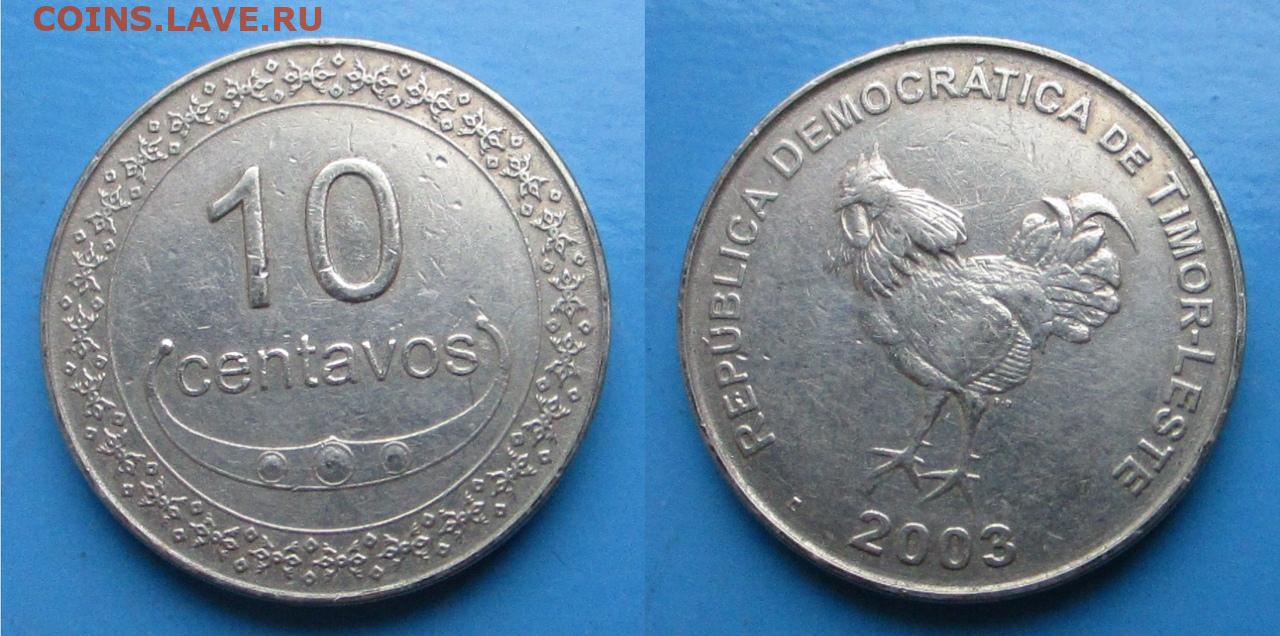 COINS.LAVE.RU
10
centavos
REPÚBLICA DEMOCRÁTICA DE TIMOR-LESTE
2003